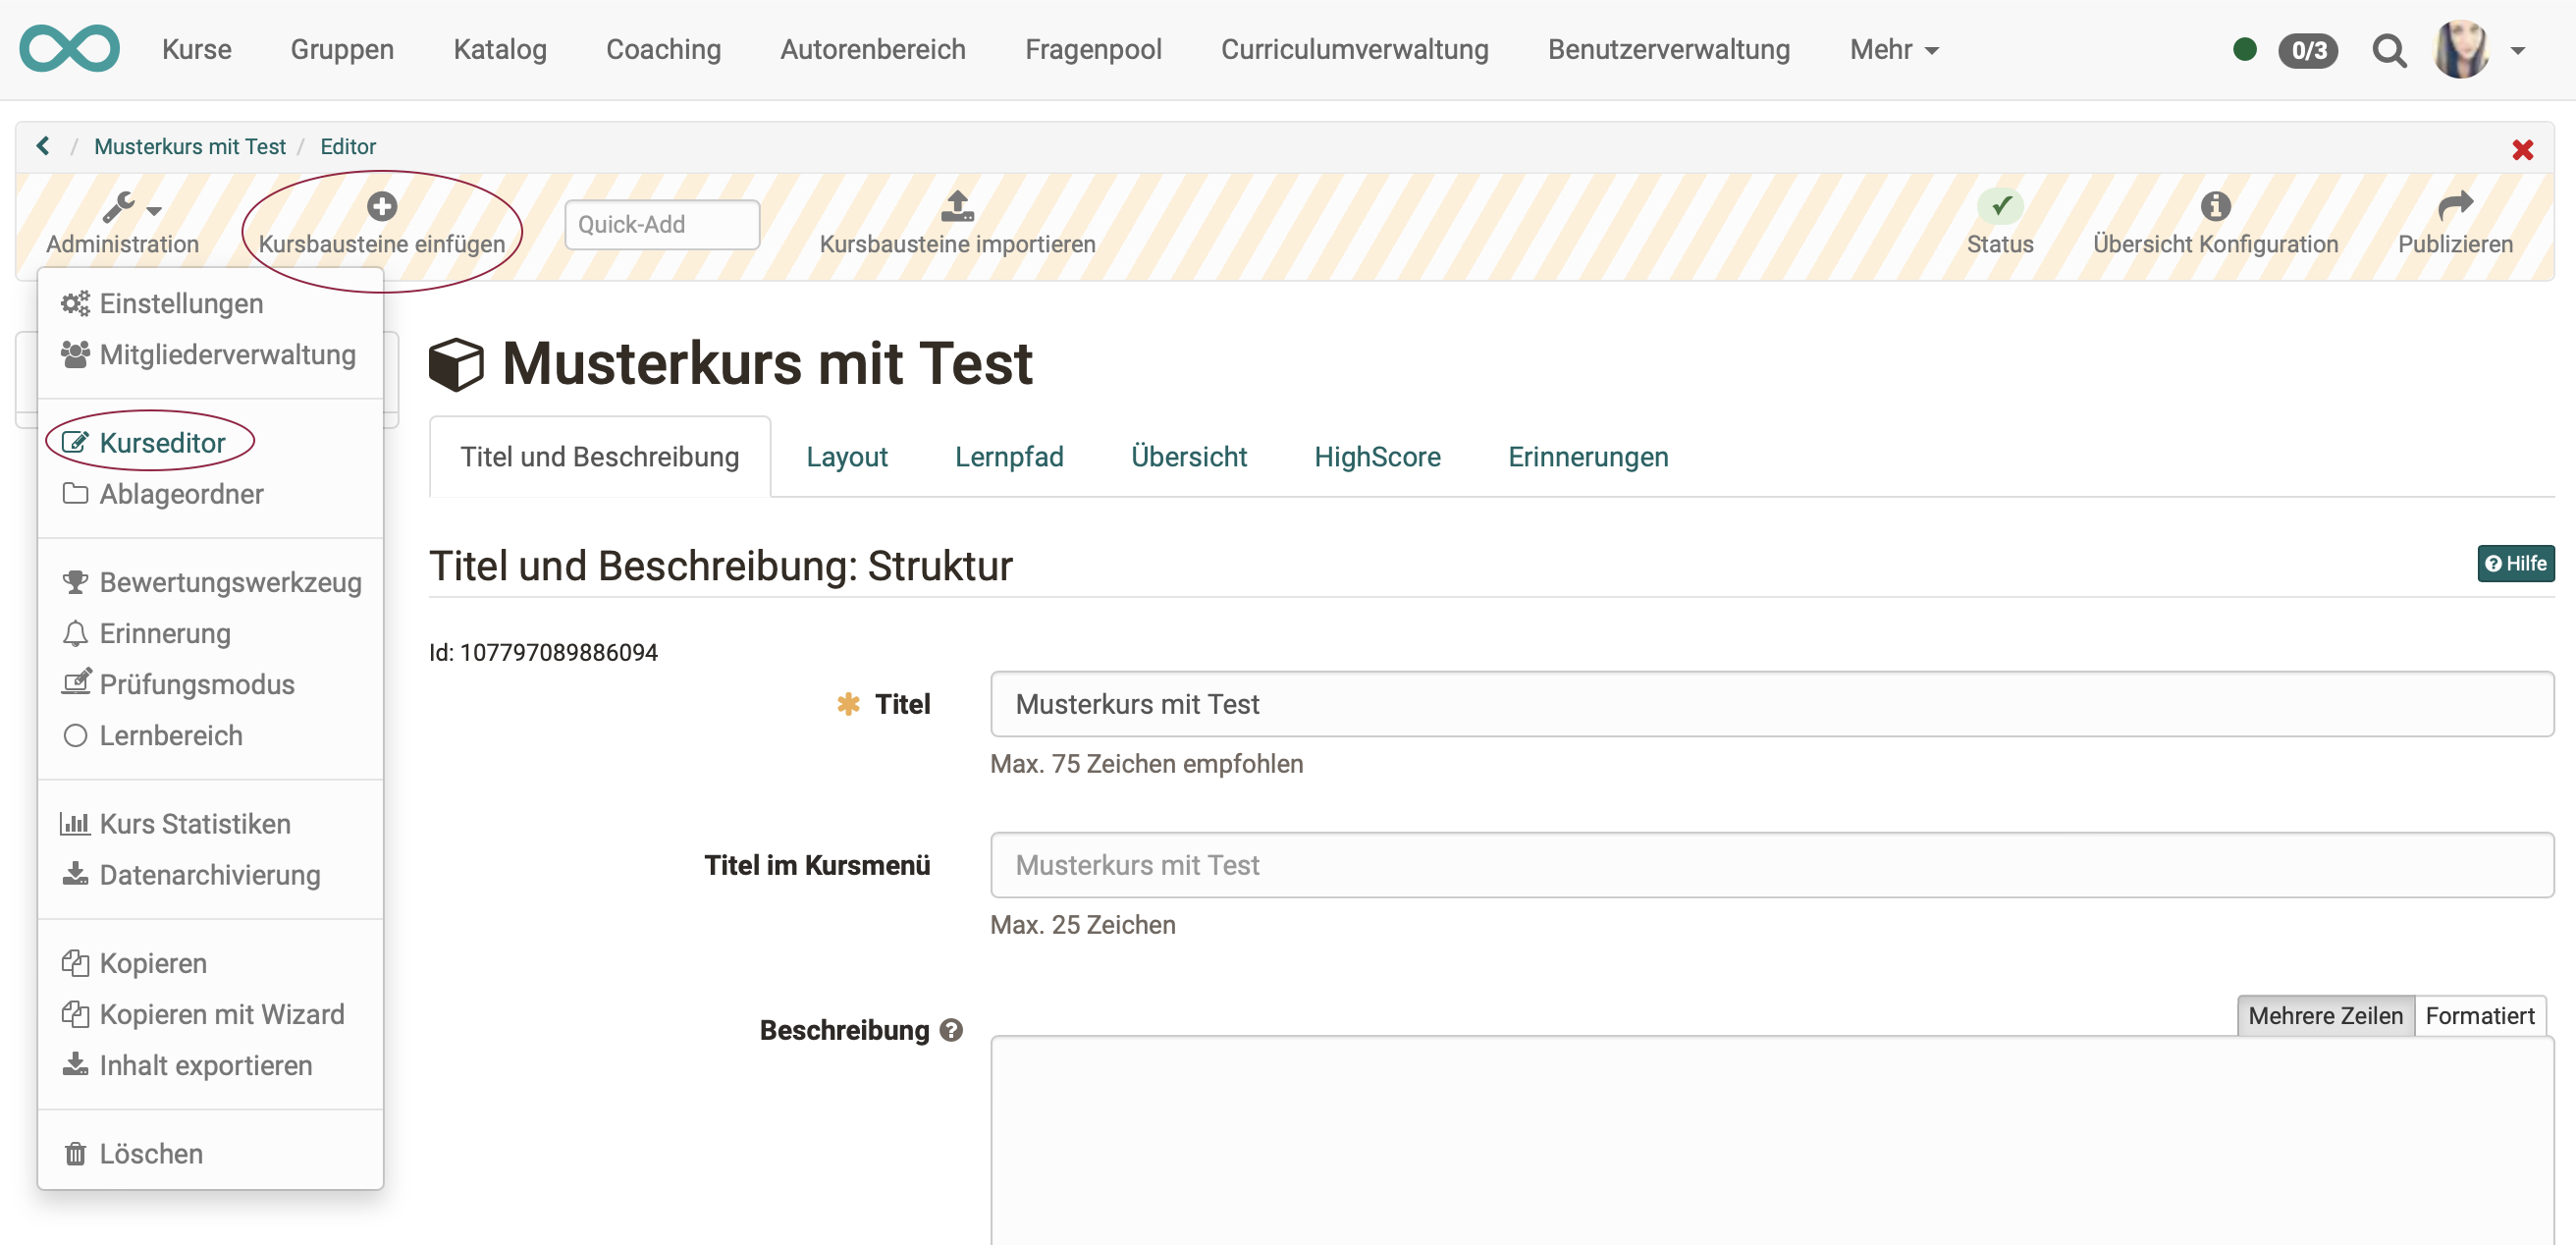 Kurse Gruppen Katalog Coaching Autorenbereich Fragenpool Curriculumverwaltung Benutzerverwaltung Mehr 0/3
/ Musterkurs mit Test / Editor
Administration Kursbausteine einfügen Quick-Add Kursbausteine importieren Status Übersicht Konfiguration Publizieren
Einstellungen
Mitgliederverwaltung
Kurseditor
Ablageordner
Bewertungswerkzeug
Erinnerung
Prüfungsmodus
Lernbereich
Kurs Statistiken
Datenarchivierung
Kopieren
Kopieren mit Wizard
Inhalt exportieren
Löschen
Musterkurs mit Test
Titel und Beschreibung Layout Lernpfad Übersicht HighScore Erinnerungen
Titel und Beschreibung: Struktur Hilfe
Id: 107797089886094
Titel Musterkurs mit Test
Max. 75 Zeichen empfohlen
Titel im Kursmenü Musterkurs mit Test
Max. 25 Zeichen
Mehrere Zeilen Formatiert
Beschreibung